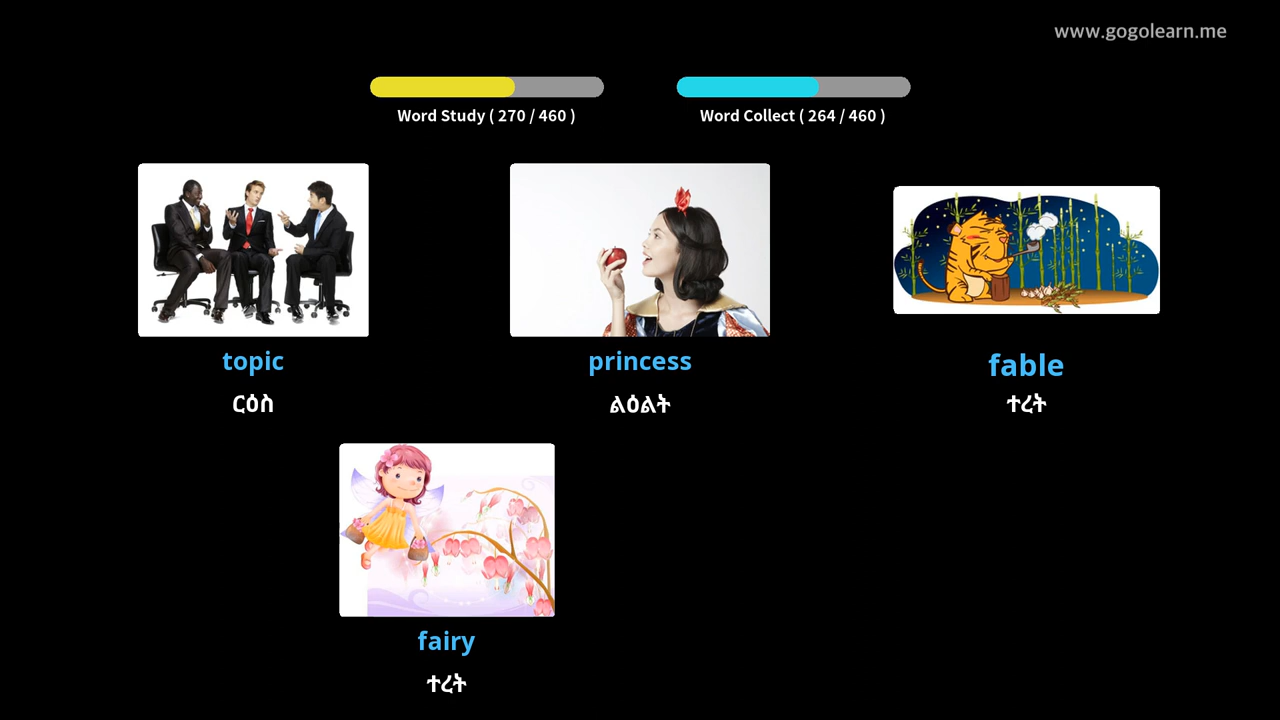 www.gogolearn.me
Word Study ( 270 / 460 )
Word Collect ( 264 / 460 )
topic
princess
fable
ርዕስ
ልዕልት
ተረት
fairy
ተረት